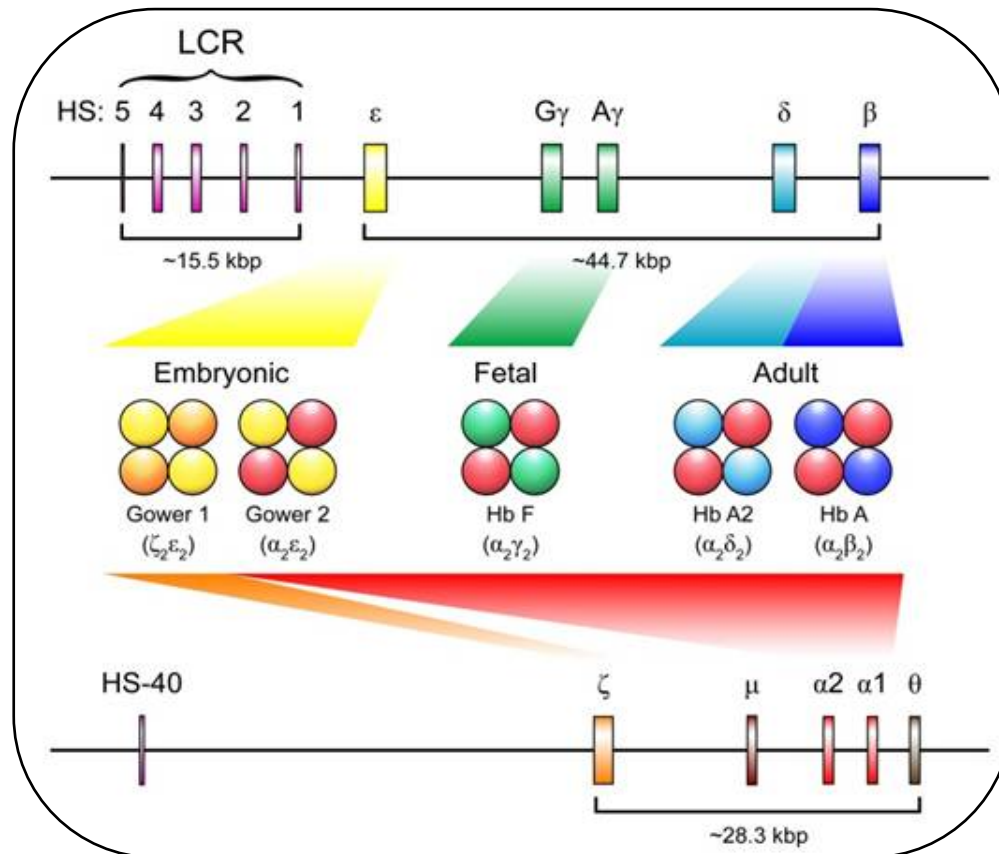 LCR
HS: 5 4 3 2 1 ε Gγ Aγ δ β
~15.5 kbp ~44.7 kbp
Embryonic Fetal Adult
Gower 1 Gower 2 Hb F Hb A2 Hb A
(ζ₂ε₂) (α₂ε₂) (α₂γ₂) (α₂δ₂) (α₂β₂)
HS-40 ζ μ α2 α1 θ
~28.3 kbp